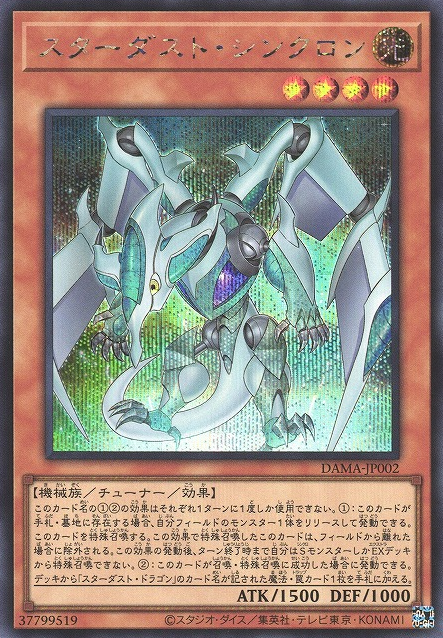 スターダスト・シンクロン 光
DAMA-JP002
【機械族／チューナー／効果】
このカード名の①②の効果はそれぞれ1ターンに1度しか使用できない。①：このカードが
手札・墓地に存在する場合、自分フィールドのモンスター1体をリリースして発動できる。
このカードを特殊召喚する。この効果で特殊召喚したこのカードは、フィールドから離れた
場合に除外される。この効果の発動後、ターン終了時まで自分はSモンスターしかEXデッキ
から特殊召喚できない。②：このカードが召喚・特殊召喚に成功した場合に発動できる。
デッキから「スターダスト・ドラゴン」のカード名が記された魔法・罠カード1枚を手札に加える。
ATK/1500 DEF/1000
37799519 ©スタジオ・ダイス／集英社・テレビ東京・KONAMI